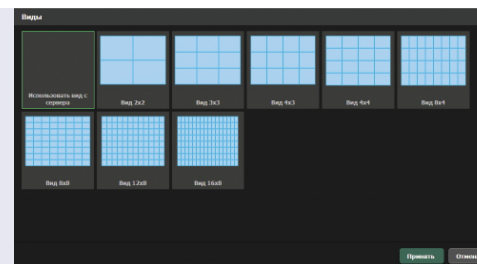 Виды
Использовать вид с
сервера
Вид 2x2
Вид 3x3
Вид 4x3
Вид 4x4
Вид 8x4
Вид 8x8
Вид 12x8
Вид 16x8
Принять